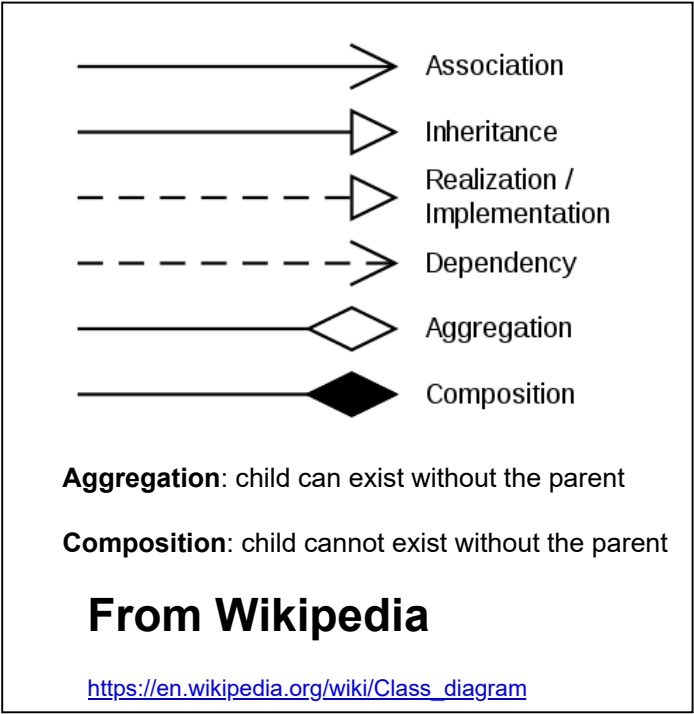 Association
Inheritance
Realization /
Implementation
Dependency
Aggregation
Composition
Aggregation: child can exist without the parent
Composition: child cannot exist without the parent
From Wikipedia
https://en.wikipedia.org/wiki/Class_diagram